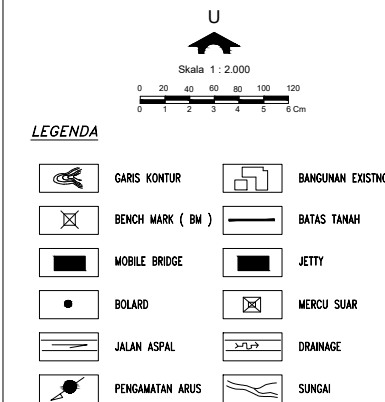 U
Skala 1 : 2.000
0 20 40 60 80 100 120
0 1 2 3 4 5 6 Cm
LEGENDA
GARIS KONTUR BANGUNAN EXISTNG
BENCH MARK ( BM ) BATAS TANAH
MOBILE BRIDGE JETTY
BOLARD MERCU SUAR
JALAN ASPAL DRAINAGE
PENGAMATAN ARUS SUNGAI